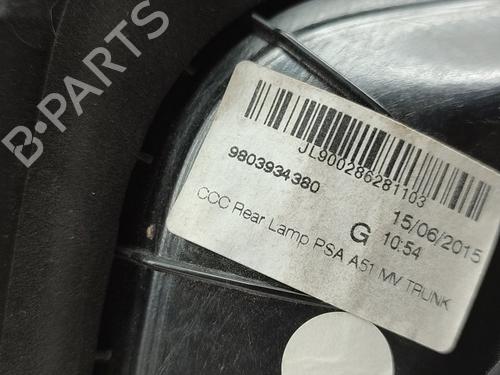 B-PARTS
JL900286281103
9803934380
15/06/2015
G 10:54
CCC Rear Lamp PSA A51 MV TRUNK